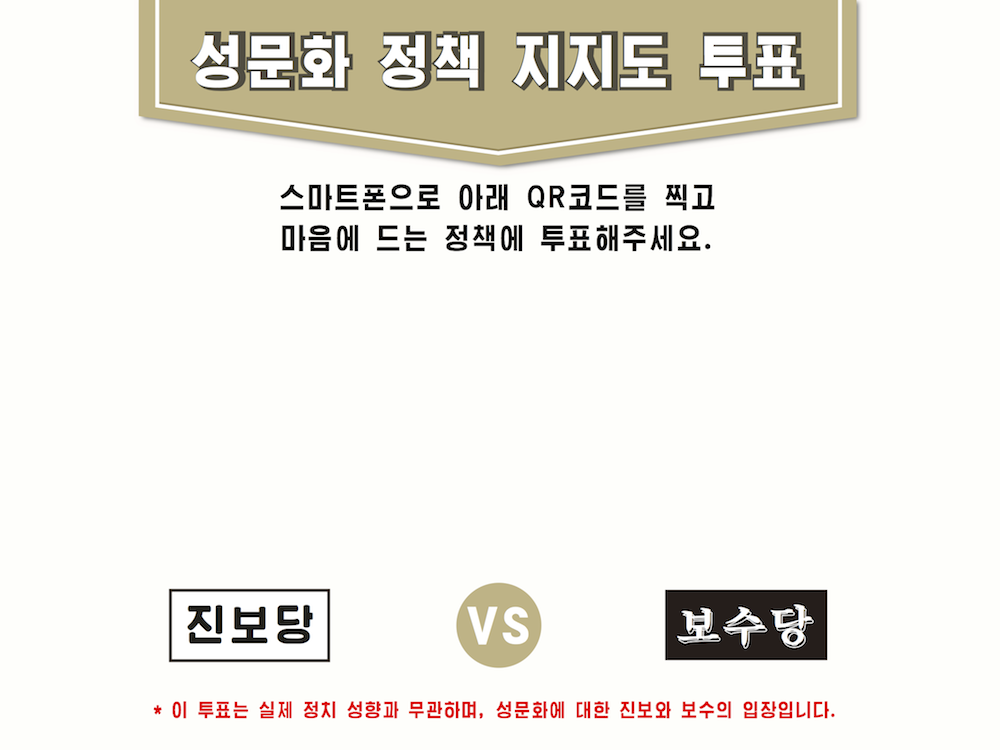 성문화 정책 지지도 투표
스마트폰으로 아래 QR코드를 찍고
마음에 드는 정책에 투표해주세요.
진보당
VS
보수당
* 이 투표는 실제 정치 성향과 무관하며, 성문화에 대한 진보와 보수의 입장입니다.